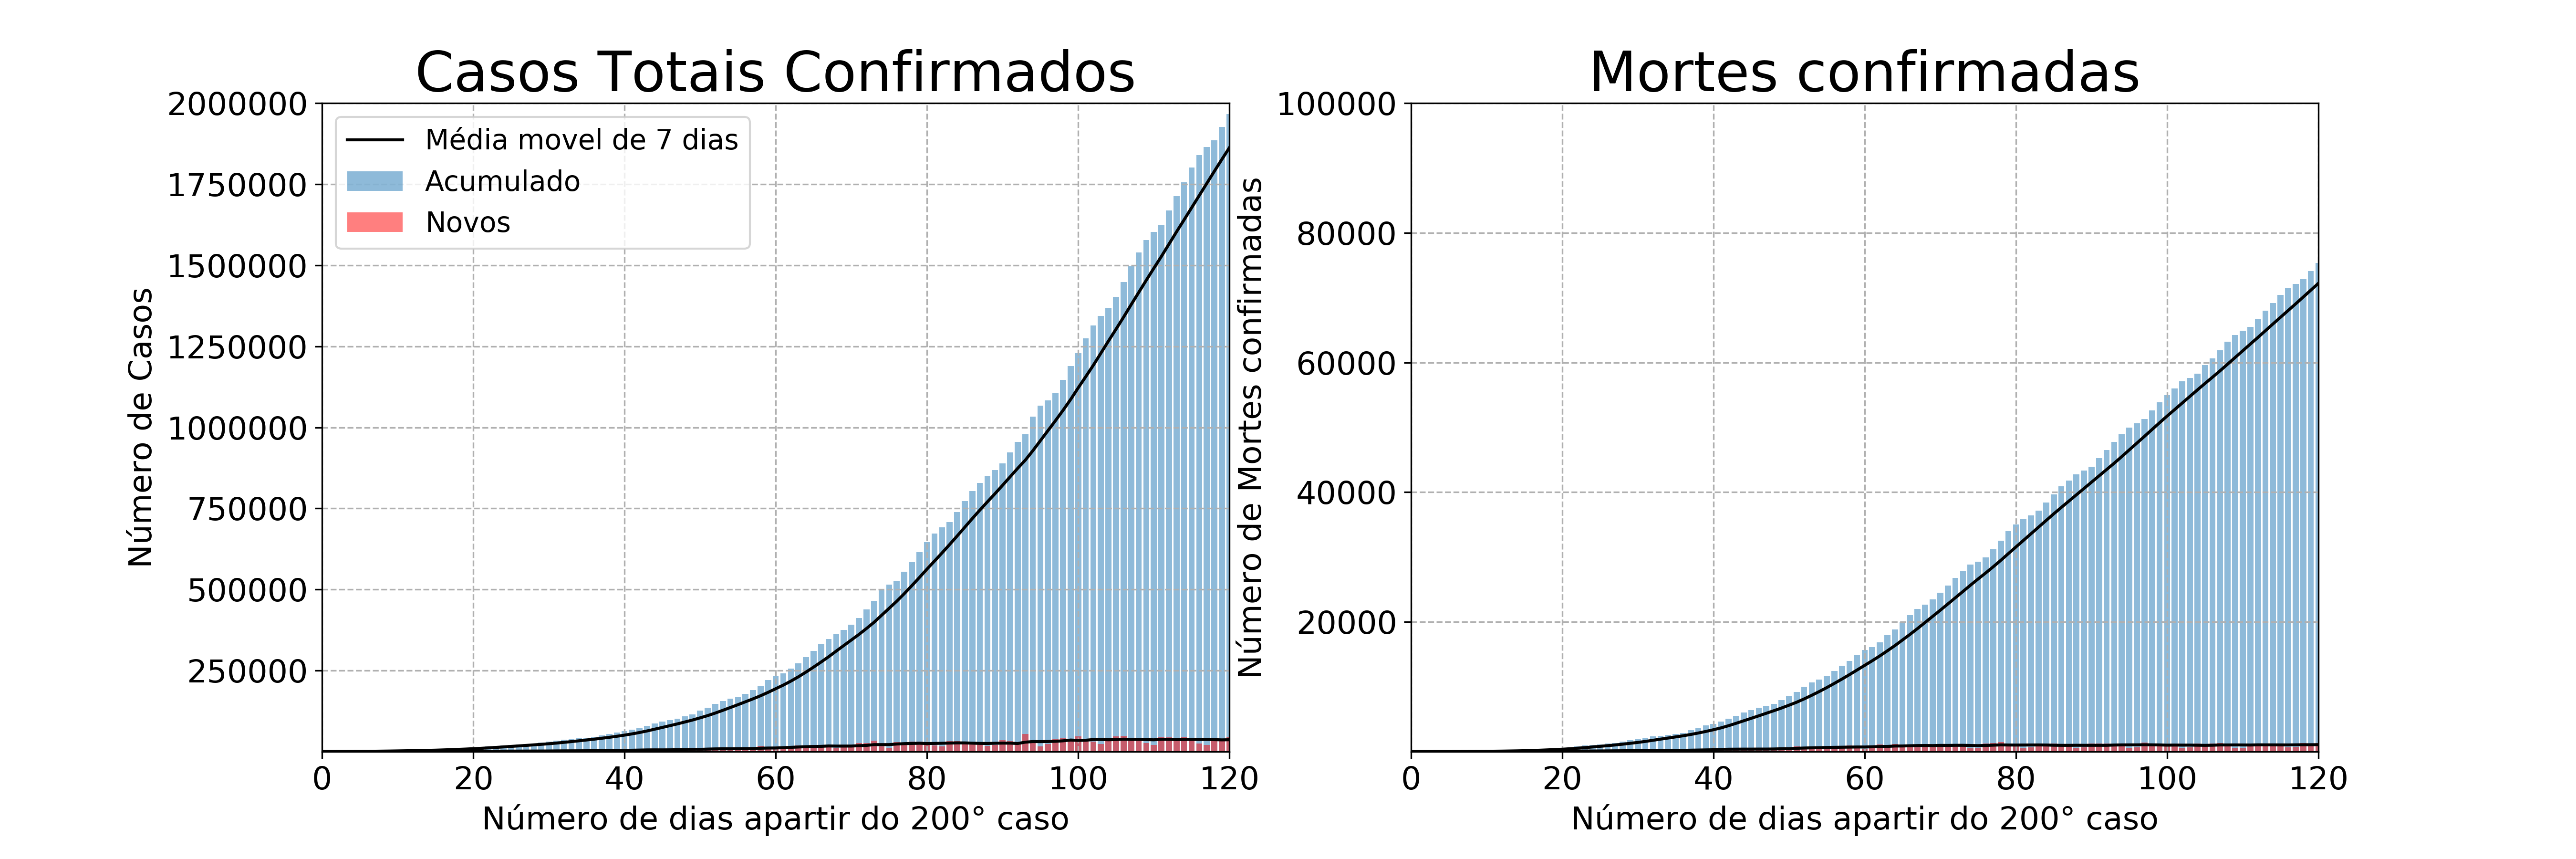 Casos Totais Confirmados
2000000
1750000
1500000
1250000
1000000
750000
500000
250000
Número de Casos
Média movel de 7 dias
Acumulado
Novos
0 20 40 60 80 100 120
Número de dias apartir do 200° caso
Mortes confirmadas
100000
80000
60000
40000
20000
Número de Mortes confirmadas
0 20 40 60 80 100 120
Número de dias apartir do 200° caso